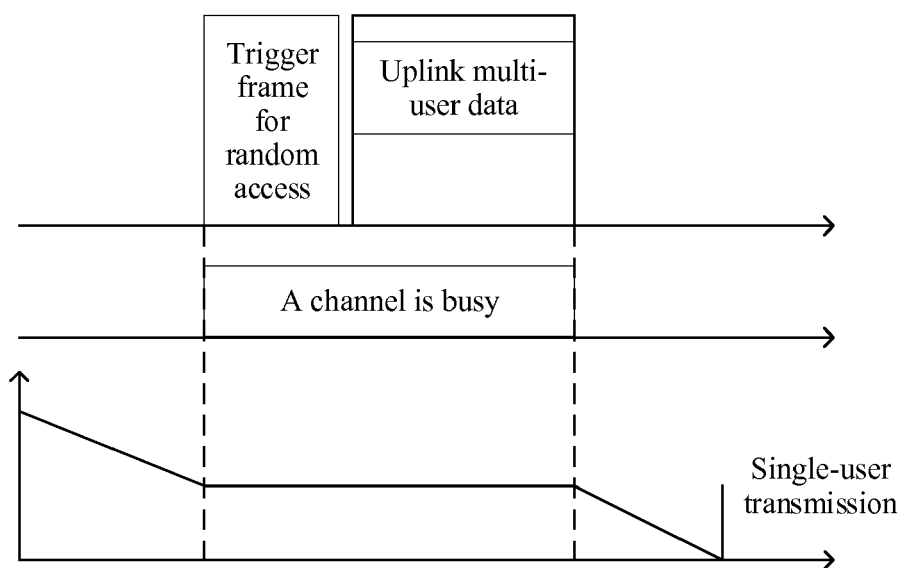 Trigger
frame
for
random
access
Uplink multi-
user data
A channel is busy
Single-user
transmission